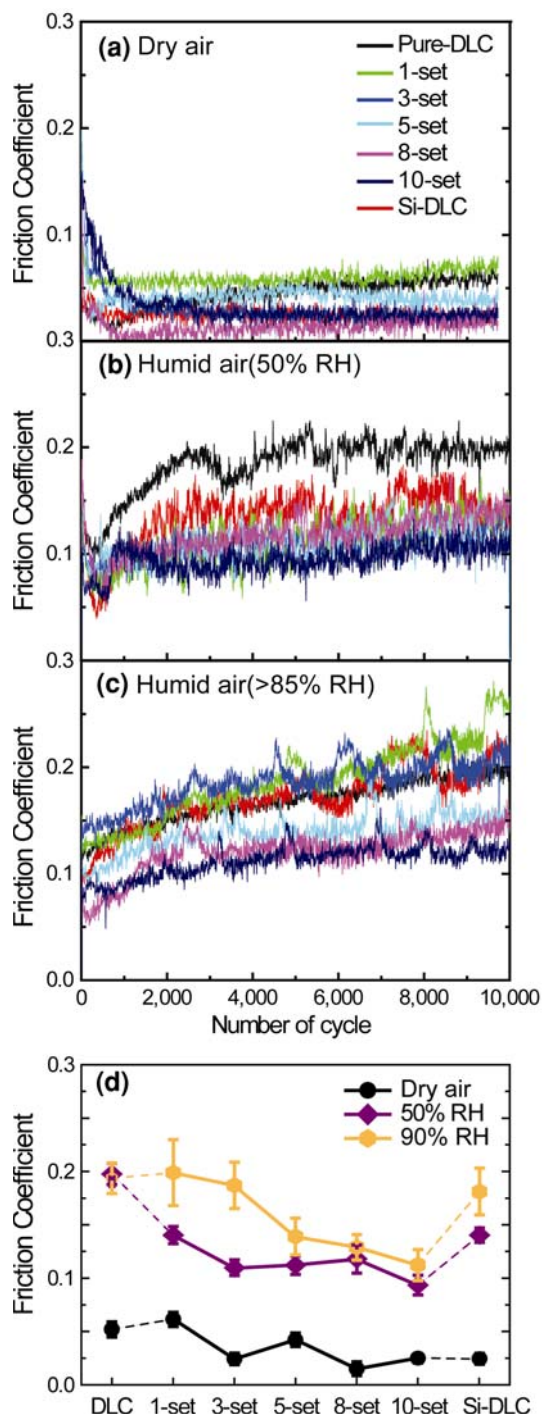 0.3
(a) Dry air
Pure-DLC
1-set
3-set
5-set
8-set
10-set
Si-DLC
0.2
0.1
Friction Coefficient
0.3
(b) Humid air(50% RH)
0.2
0.1
Friction Coefficient
0.3
(c) Humid air(>85% RH)
0.2
0.1
0.0
Friction Coefficient
0 2,000 4,000 6,000 8,000 10,000
Number of cycle
0.3
(d)
Dry air
50% RH
90% RH
0.2
0.1
0.0
Friction Coefficient
DLC 1-set 3-set 5-set 8-set 10-set Si-DLC